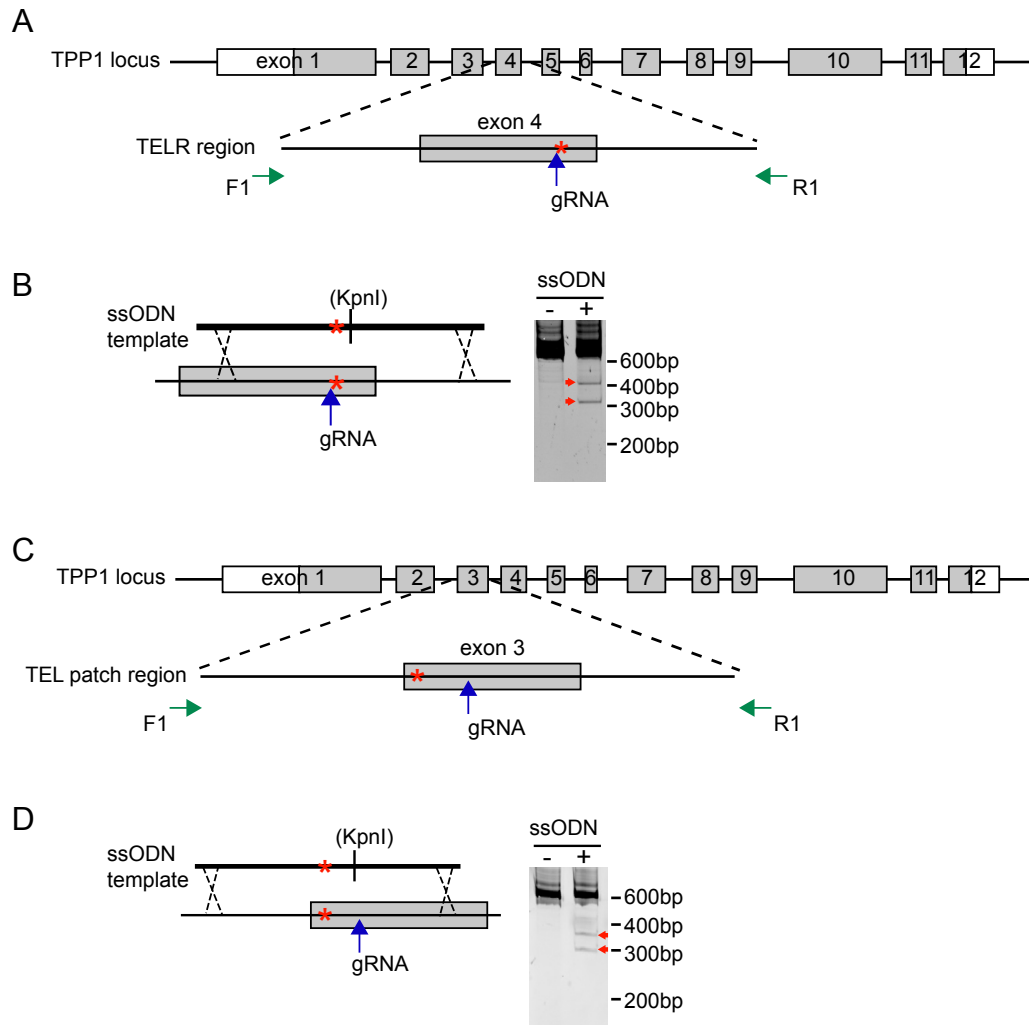 A
TPP1 locus
exon 1 2 3 4 5 6 7 8 9 10 11 12
exon 4
TELR region
*
F1
R1
gRNA
B
ssODN
template
(KpnI)
*
*
gRNA
ssODN
- +
600bp
400bp
300bp
200bp
C
TPP1 locus
exon 1 2 3 4 5 6 7 8 9 10 11 12
exon 3
TEL patch region
*
F1
R1
gRNA
D
ssODN
template
(KpnI)
*
*
gRNA
ssODN
- +
600bp
400bp
300bp
200bp